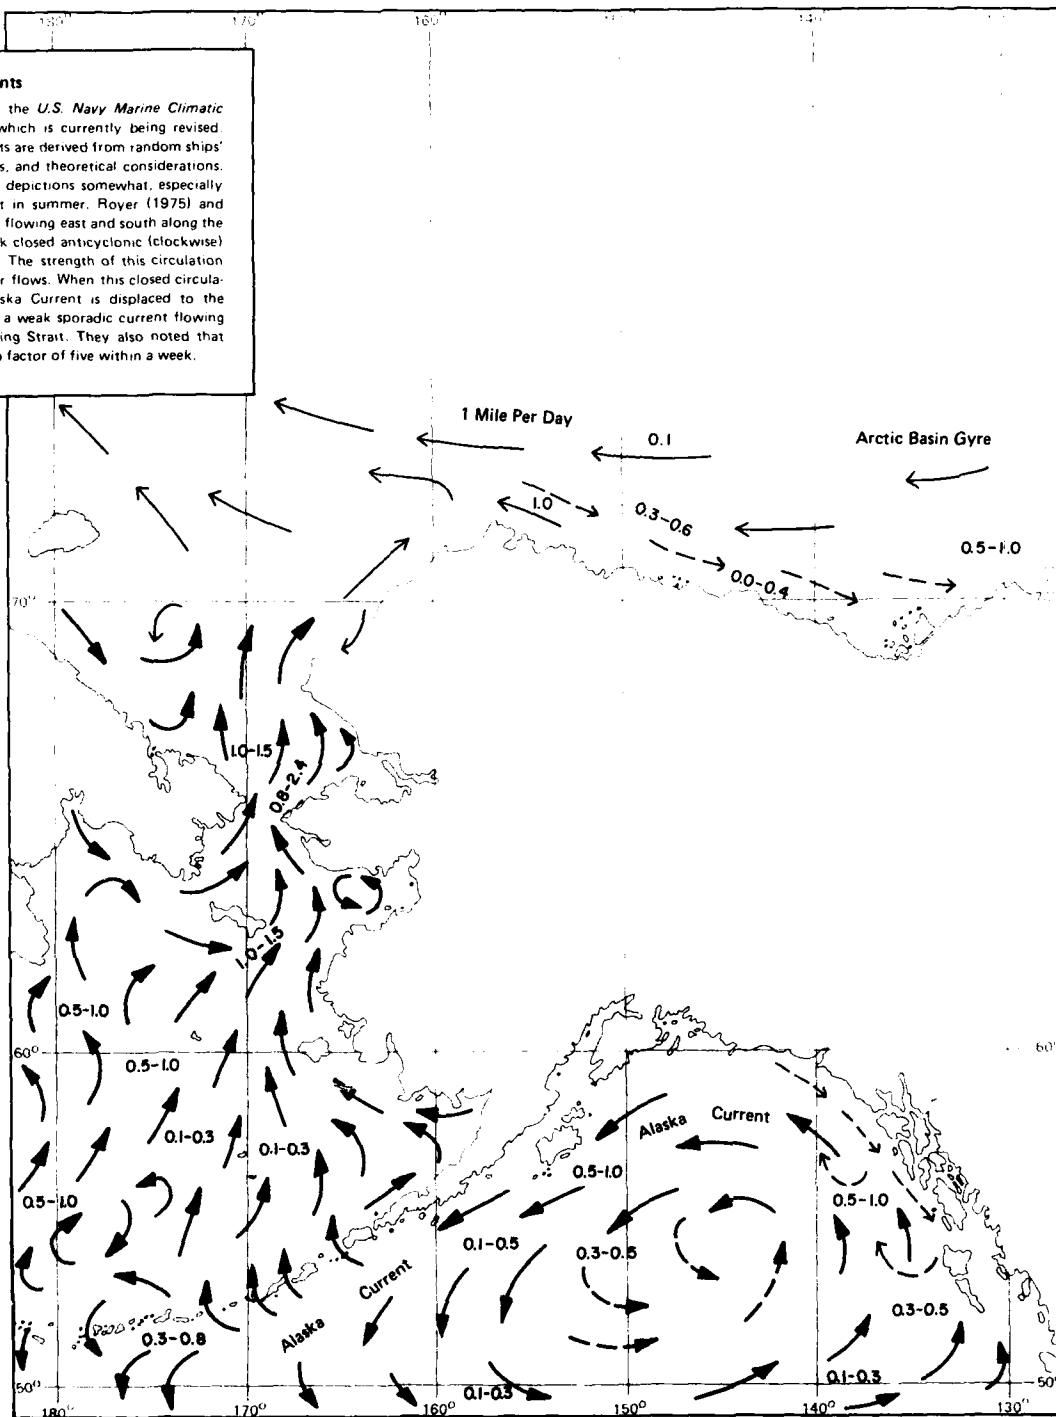 180° 170° 160° 140°
nts
the U.S. Navy Marine Climatic
which is currently being revised.
ts are derived from random ships'
s, and theoretical considerations.
depictions somewhat, especially
t in summer. Royer (1975) and
flowing east and south along the
k closed anticyclonic (clockwise)
The strength of this circulation
r flows. When this closed circula-
ska Current is displaced to the
a weak sporadic current flowing
ing Strait. They also noted that
factor of five within a week.
1 Mile Per Day
0.1
Arctic Basin Gyre
1.0
0.3-0.6
0.5-1.0
0.0-0.4
70°
1.0-1.5
0.8-2.4
1.0-1.5
0.5-1.0
60° 60°
0.5-1.0
Alaska Current
0.1-0.3
0.1-0.3
0.5-1.0
0.5-1.0
0.5-1.0
0.1-0.5
0.3-0.5
Current
0.3-0.5
Alaska
0.3-0.8
0.1-0.3
0.1-0.3
50° 50°
180° 170° 160° 150° 140° 130°